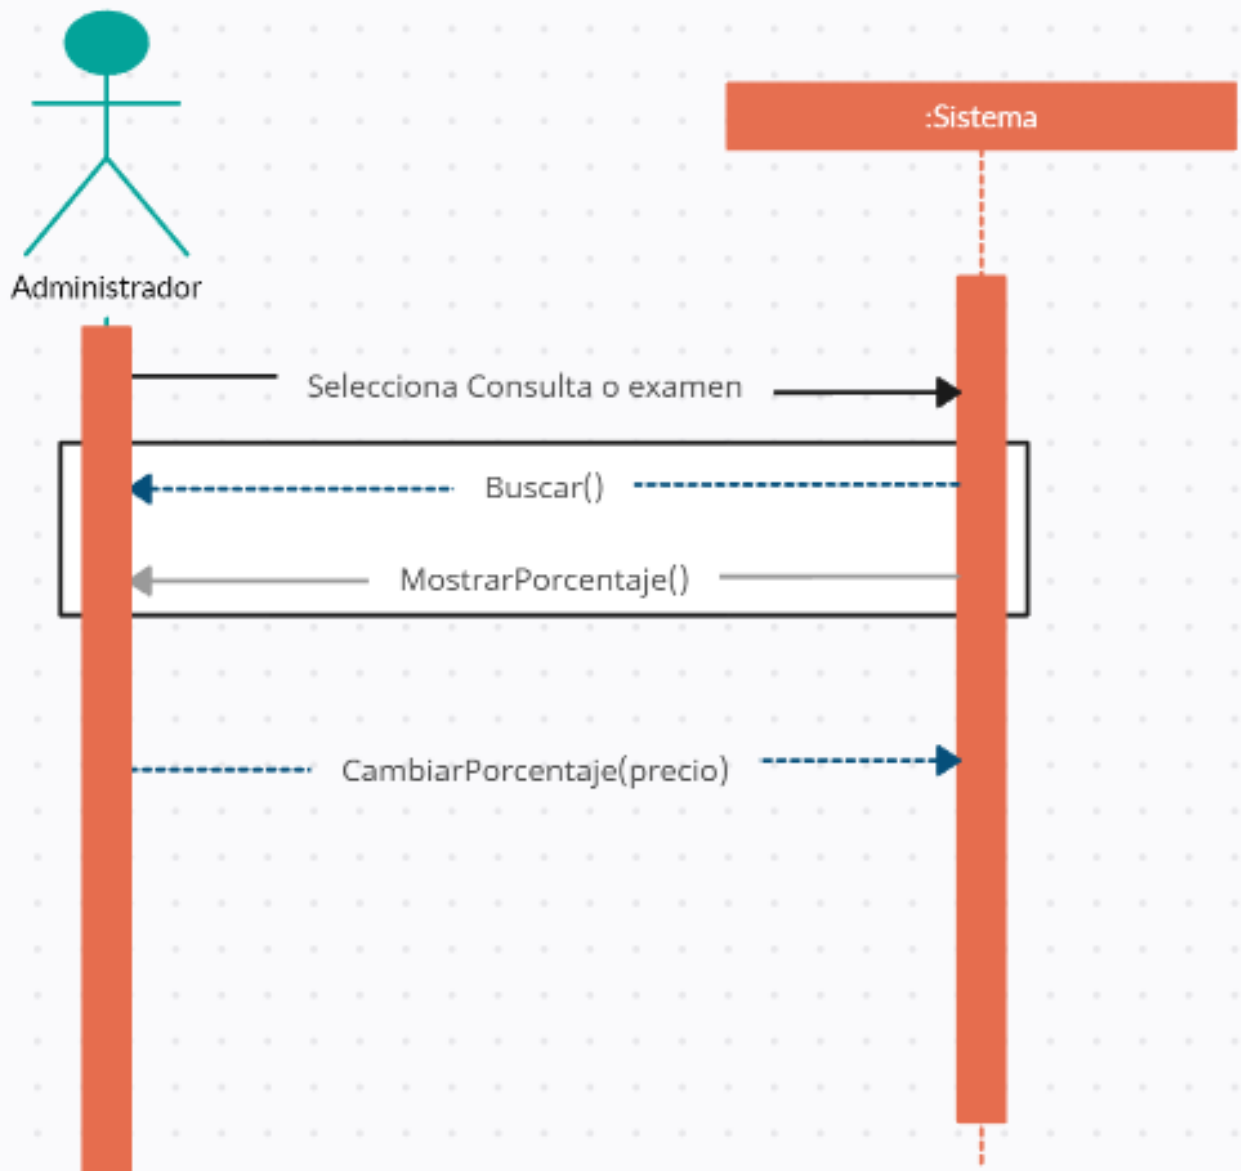 :Sistema
Administrador
Selecciona Consulta o examen
Buscar()
MostrarPorcentaje()
CambiarPorcentaje(precio)